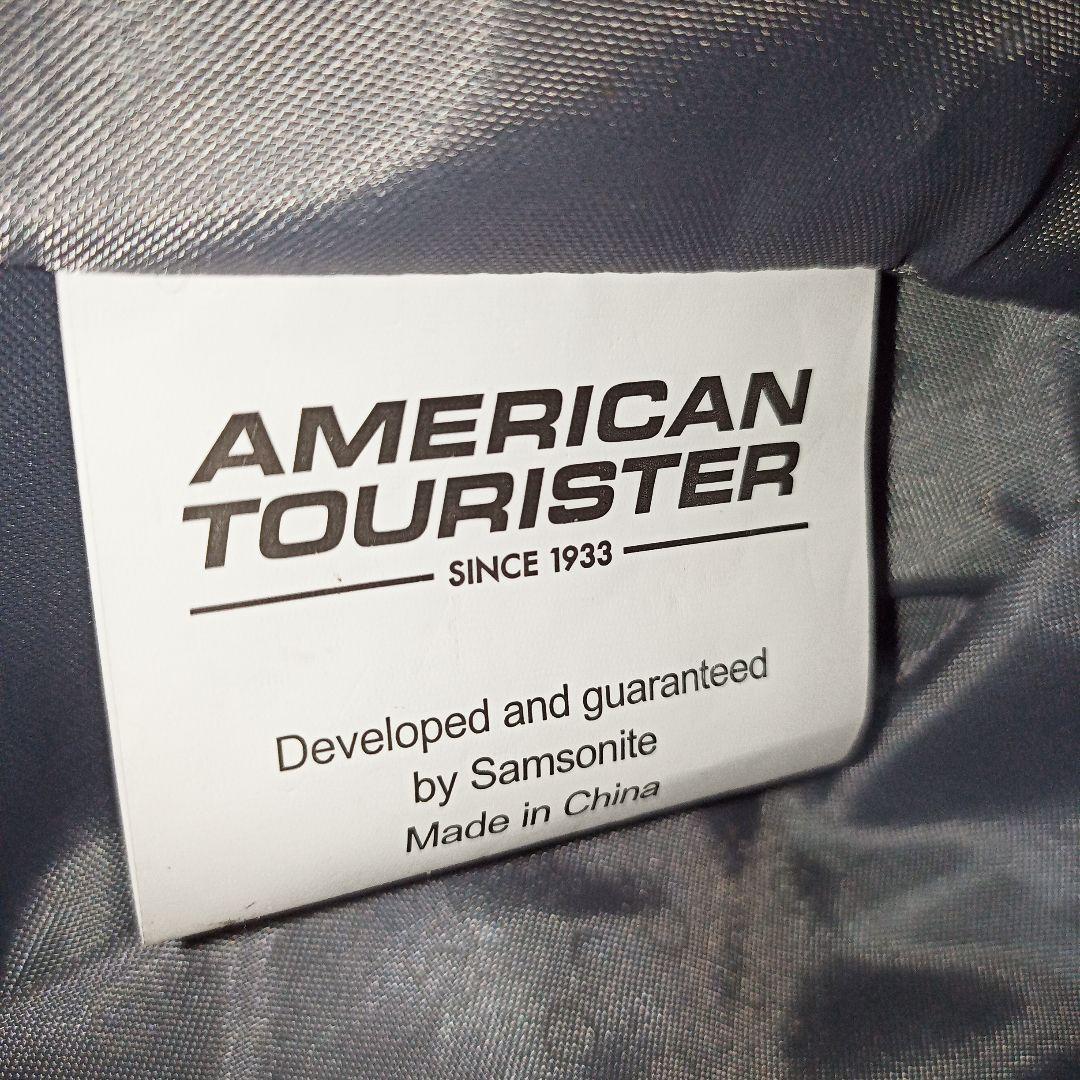 AMERICAN
TOURISTER
SINCE 1933
Developed and guaranteed
by Samsonite
Made in China